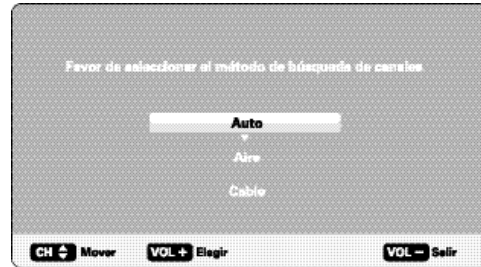 Favor de seleccionar el método de búsqueda de canales
Auto
Aire
Cable
CH Mover VOL + Elegir VOL - Salir